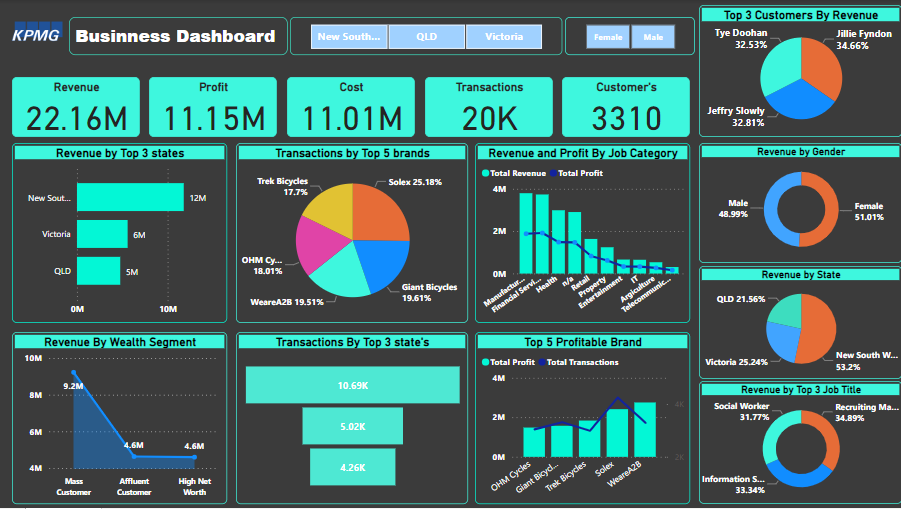 KPMG
Businness Dashboard
New South...
QLD
Victoria
Female
Male
Revenue
22.16M
Profit
11.15M
Cost
11.01M
Transactions
20K
Customer's
3310
Top 3 Customers By Revenue
Tye Doohan
32.53%
Jillie Fyndon
34.66%
Jeffry Slowly
32.81%
Revenue by Top 3 states
New Sout...
12M
Victoria
6M
QLD
5M
0M
10M
Transactions by Top 5 brands
Trek Bicycles
17.7%
Solex 25.18%
OHM Cy...
18.01%
WeareA2B 19.51%
Giant Bicycles
19.61%
Revenue and Profit By Job Category
Total Revenue
Total Profit
4M
2M
0M
Manufactur...
Financial Servi...
Health
n/a
Retail
Property
Entertainment
IT
Argiculture
Telecommunic...
Revenue by Gender
Male
48.99%
Female
51.01%
Revenue by State
QLD 21.56%
Victoria 25.24%
New South W...
53.2%
Revenue By Wealth Segment
10M
8M
6M
4M
9.2M
4.6M
4.6M
Mass
Customer
Affluent
Customer
High Net
Worth
Transactions By Top 3 state's
10.69K
5.02K
4.26K
Top 5 Profitable Brand
Total Profit
Total Transactions
4M
2M
0M
4K
2K
OHM Cycles
Giant Bicycl...
Trek Bicycles
Solex
WeareA2B
Revenue by Top 3 Job Title
Social Worker
31.77%
Recruiting Ma...
34.89%
Information S...
33.34%